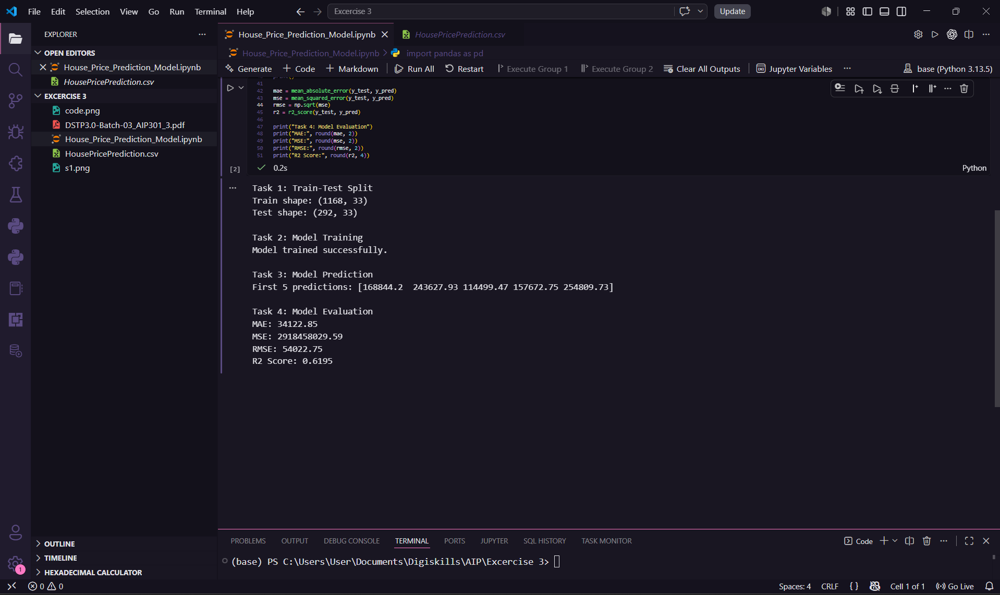 File Edit Selection View Go Run Terminal Help
Excercise 3
Update
EXPLORER
OPEN EDITORS
House_Price_Prediction_Model.ipynb
HousePricePrediction.csv
EXCERCISE 3
code.png
DSTP3.0-Batch-03_AIP301_3.pdf
House_Price_Prediction_Model.ipynb
HousePricePrediction.csv
s1.png
OUTLINE
TIMELINE
HEXADECIMAL CALCULATOR
House_Price_Prediction_Model.ipynb
HousePricePrediction.csv
House_Price_Prediction_Model.ipynb > import pandas as pd
Generate + Code + Markdown Run All Restart Execute Group 1 Execute Group 2 Clear All Outputs Jupyter Variables ... base (Python 3.13.5)
41
42 mae = mean_absolute_error(y_test, y_pred)
43 mse = mean_squared_error(y_test, y_pred)
44 rmse = np.sqrt(mse)
45 r2 = r2_score(y_test, y_pred)
46
47 print("Task 4: Model Evaluation")
48 print("MAE:", round(mae, 2))
49 print("MSE:", round(mse, 2))
50 print("RMSE:", round(rmse, 2))
51 print("R2 Score:", round(r2, 4))
[2] 0.2s Python
Task 1: Train-Test Split
Train shape: (1168, 33)
Test shape: (292, 33)
Task 2: Model Training
Model trained successfully.
Task 3: Model Prediction
First 5 predictions: [168844.2  243627.93 114499.47 157672.75 254809.73]
Task 4: Model Evaluation
MAE: 34122.85
MSE: 2918458029.59
RMSE: 54022.75
R2 Score: 0.6195
PROBLEMS OUTPUT DEBUG CONSOLE TERMINAL PORTS JUPYTER SQL HISTORY TASK MONITOR
Code
(base) PS C:\Users\User\Documents\Digiskills\AIP\Excercise 3>
1
0 0
Spaces: 4 CRLF { } Cell 1 of 1 Go Live